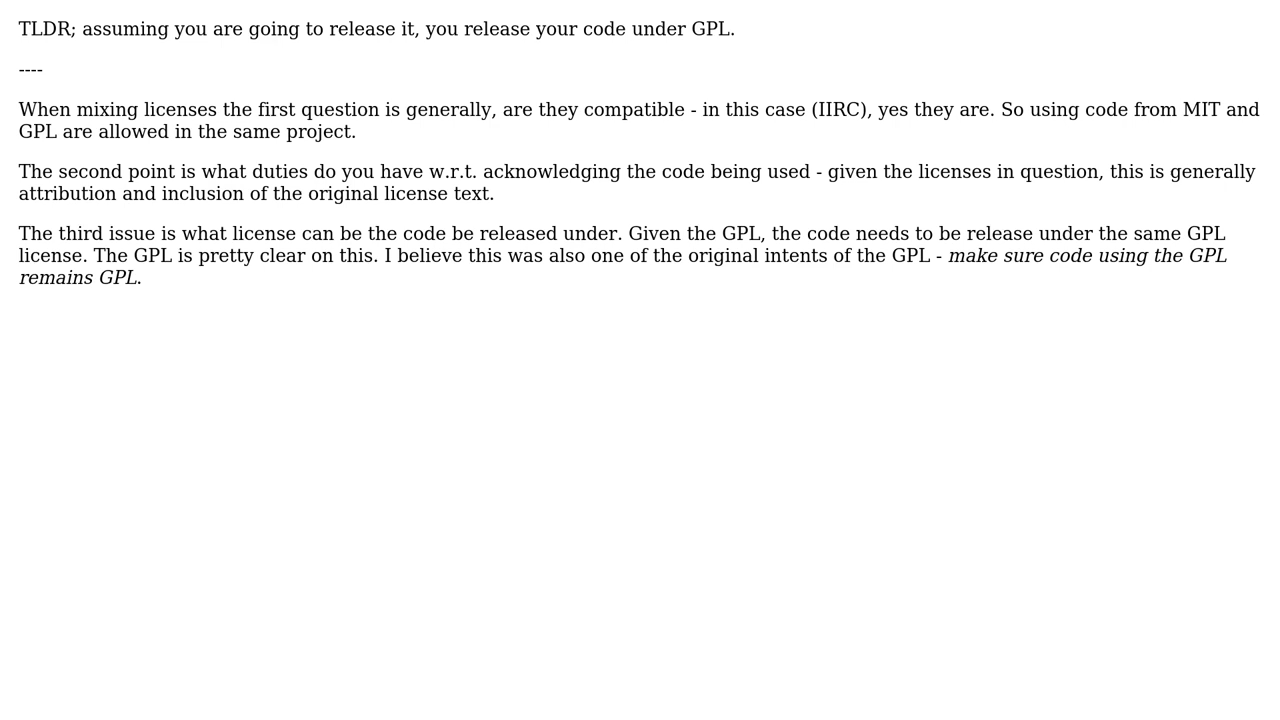 TLDR; assuming you are going to release it, you release your code under GPL.
----
When mixing licenses the first question is generally, are they compatible - in this case (IIRC), yes they are. So using code from MIT and
GPL are allowed in the same project.
The second point is what duties do you have w.r.t. acknowledging the code being used - given the licenses in question, this is generally
attribution and inclusion of the original license text.
The third issue is what license can be the code be released under. Given the GPL, the code needs to be release under the same GPL
license. The GPL is pretty clear on this. I believe this was also one of the original intents of the GPL - make sure code using the GPL
remains GPL.